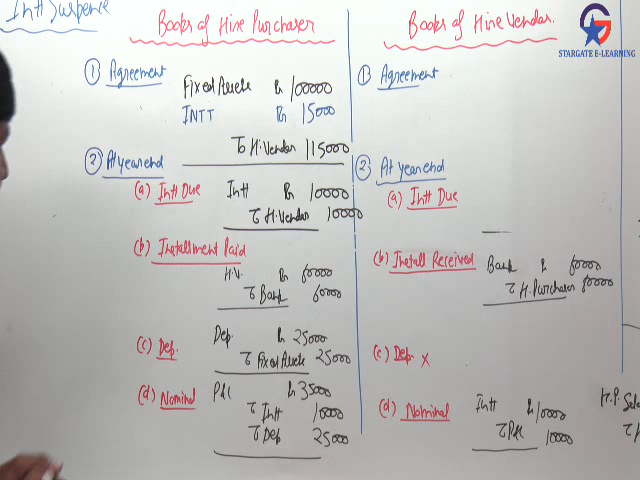 Intt Suspence
Books of Hire Purchaser
① Agreement
Fixed Assets Dr 100000
INTT Dr 15000
To H. Vendor 115000
② At year end
(a) Intt Due
Intt Dr 10000
To H. Vendor 10000
(b) Installment Paid
H.V. Dr 60000
To Bank 60000
(c) Dep.
Dep. Dr 25000
To Fixed Assets 25000
(d) Nominal
P&L Dr 35000
To Intt 10000
To Dep 25000
Books of Hire Vendor.
① Agreement
② At year end
(a) Intt Due
(b) Install Received
Bank Dr 60000
To H. Purchaser 60000
(c) Dep x
(d) Nominal
Intt Dr 10000
To P&L 10000
H.P. Sale
STARGATE E-LEARNING